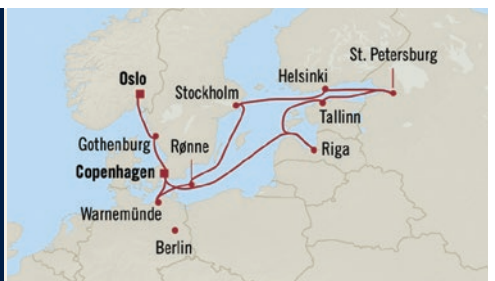 St. Petersburg
Oslo
Helsinki
Stockholm
Tallinn
Gothenburg
Rønne
Riga
Copenhagen
Warnemünde
Berlin